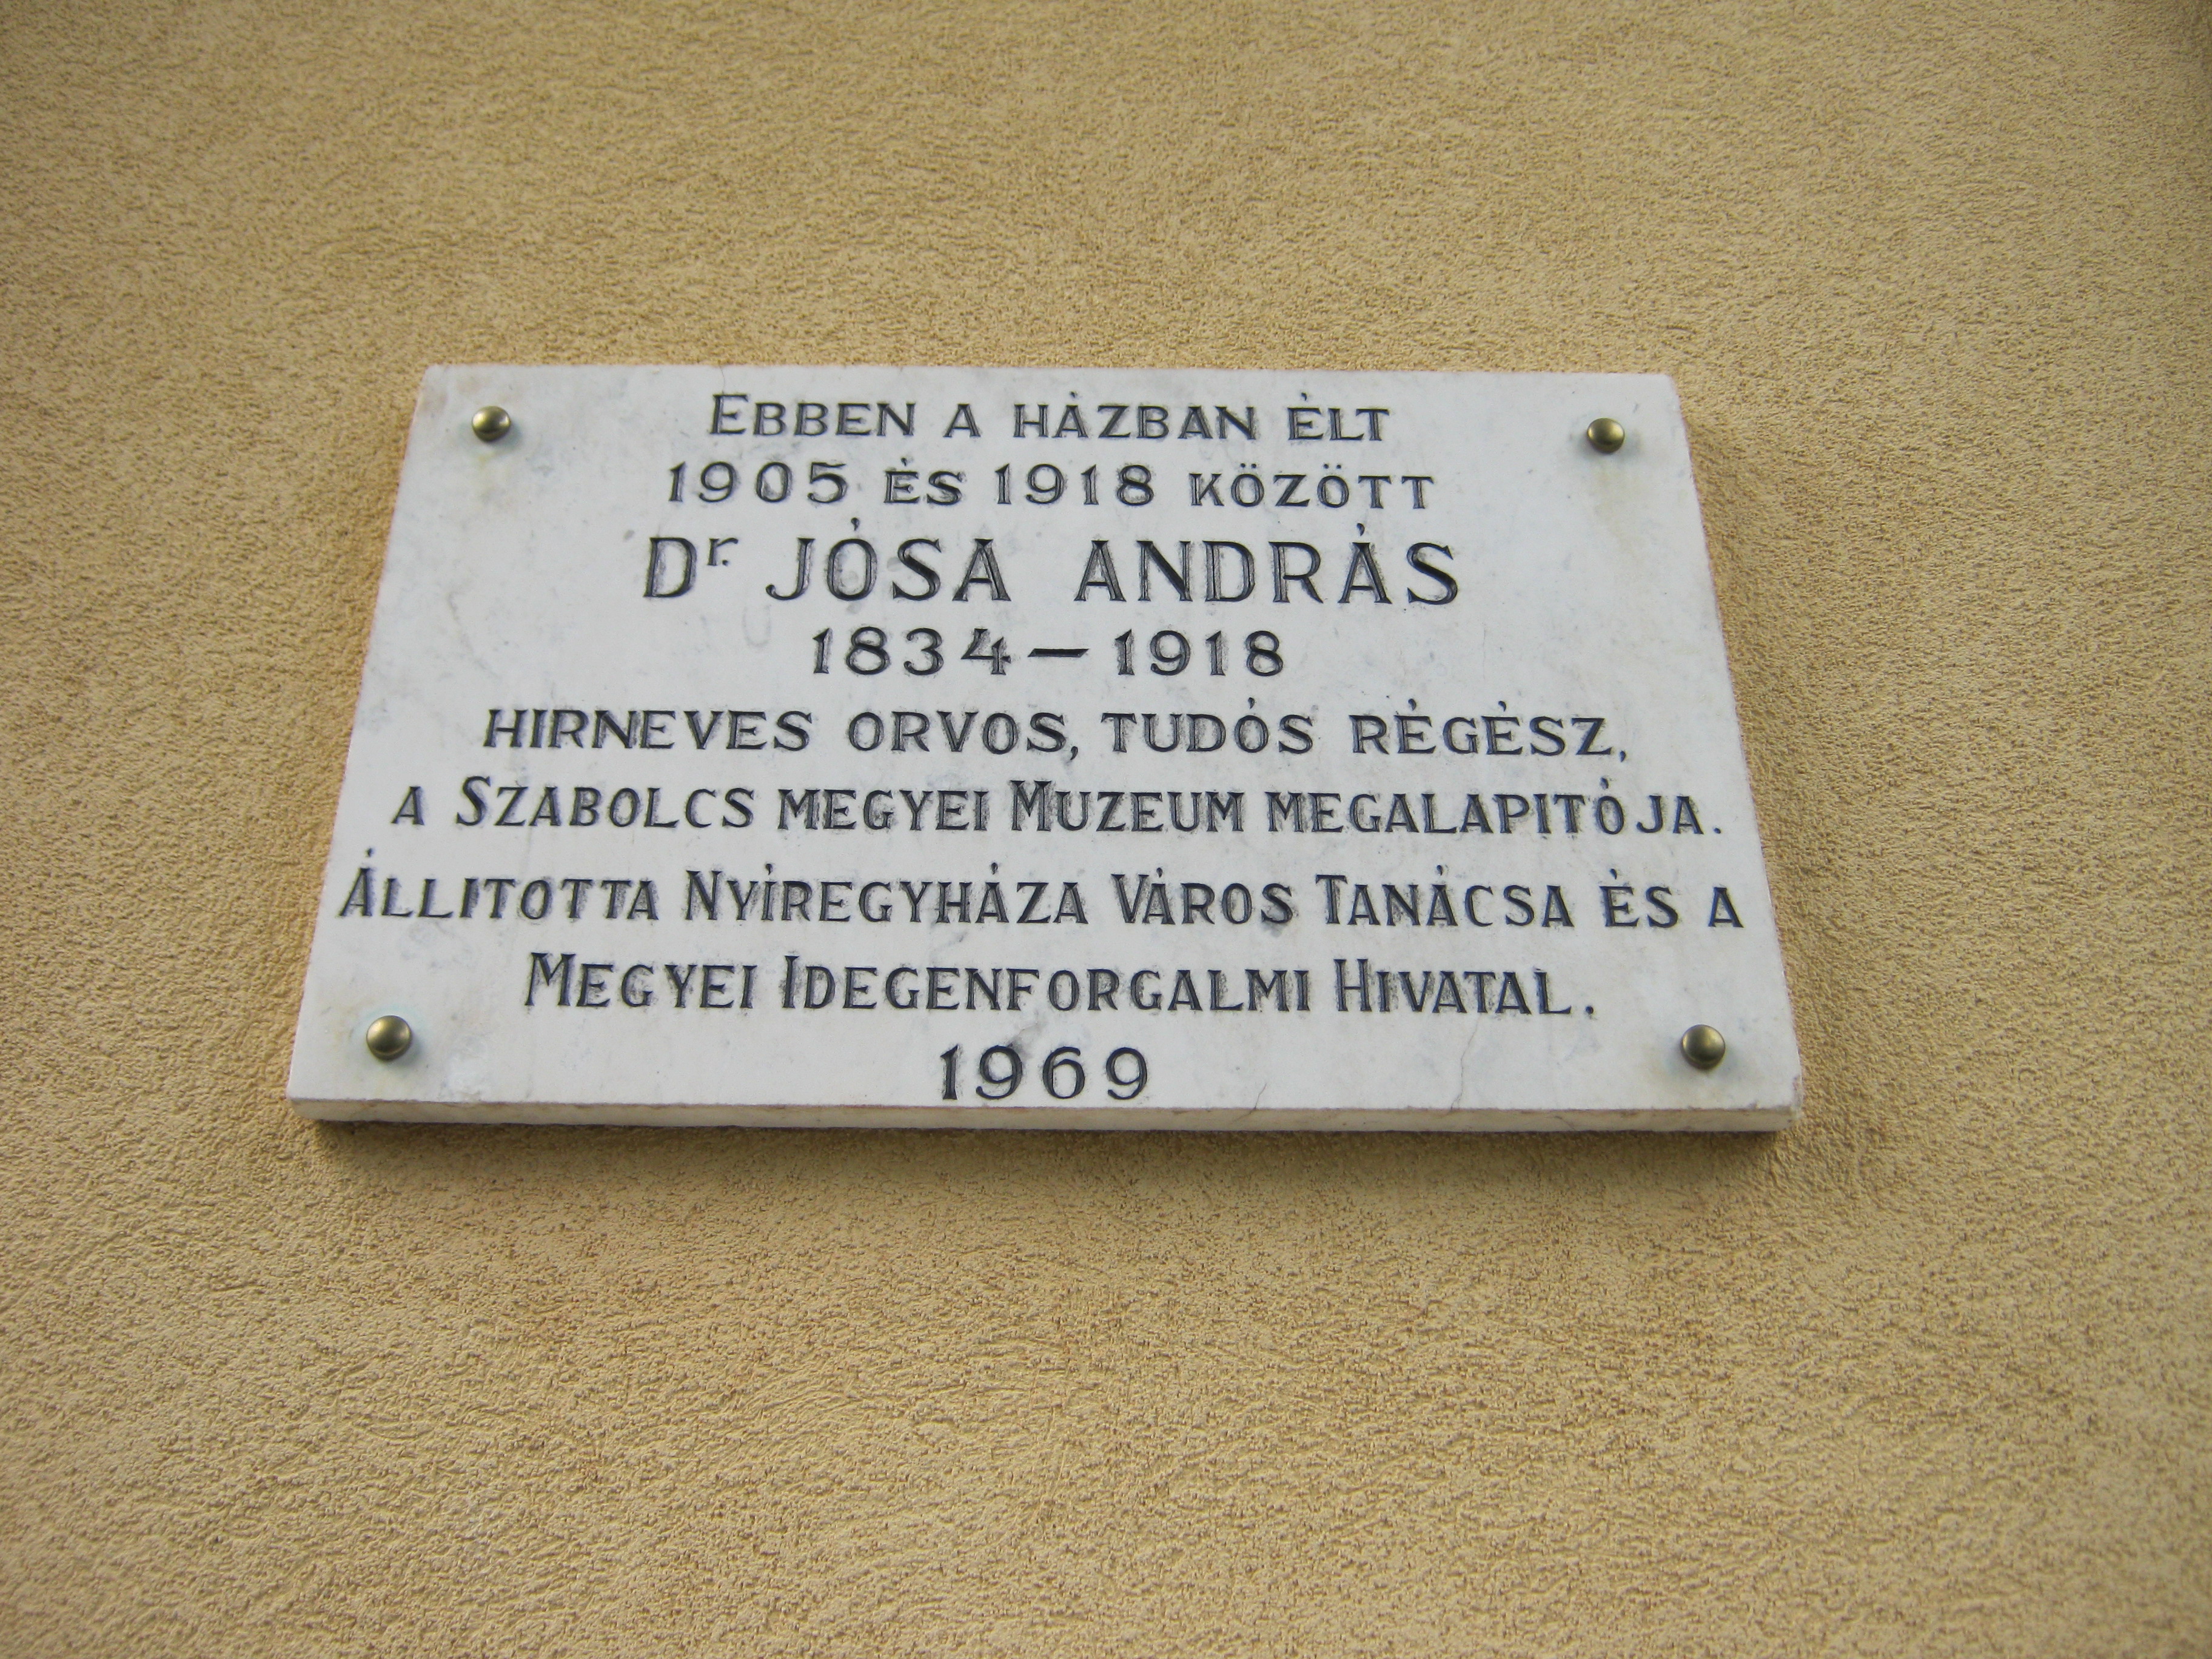 EBBEN A HÁZBAN ÉLT
1905 ÉS 1918 KÖZÖTT
Dr. JÓSA ANDRÁS
1834 – 1918
HIRNEVES ORVOS, TUDÓS RÉGÉSZ,
A SZABOLCS MEGYEI MUZEUM MEGALAPITÓJA.
ÁLLITOTTA NYÍREGYHÁZA VÁROS TANÁCSA ÉS A
MEGYEI IDEGENFORGALMI HIVATAL.
1969